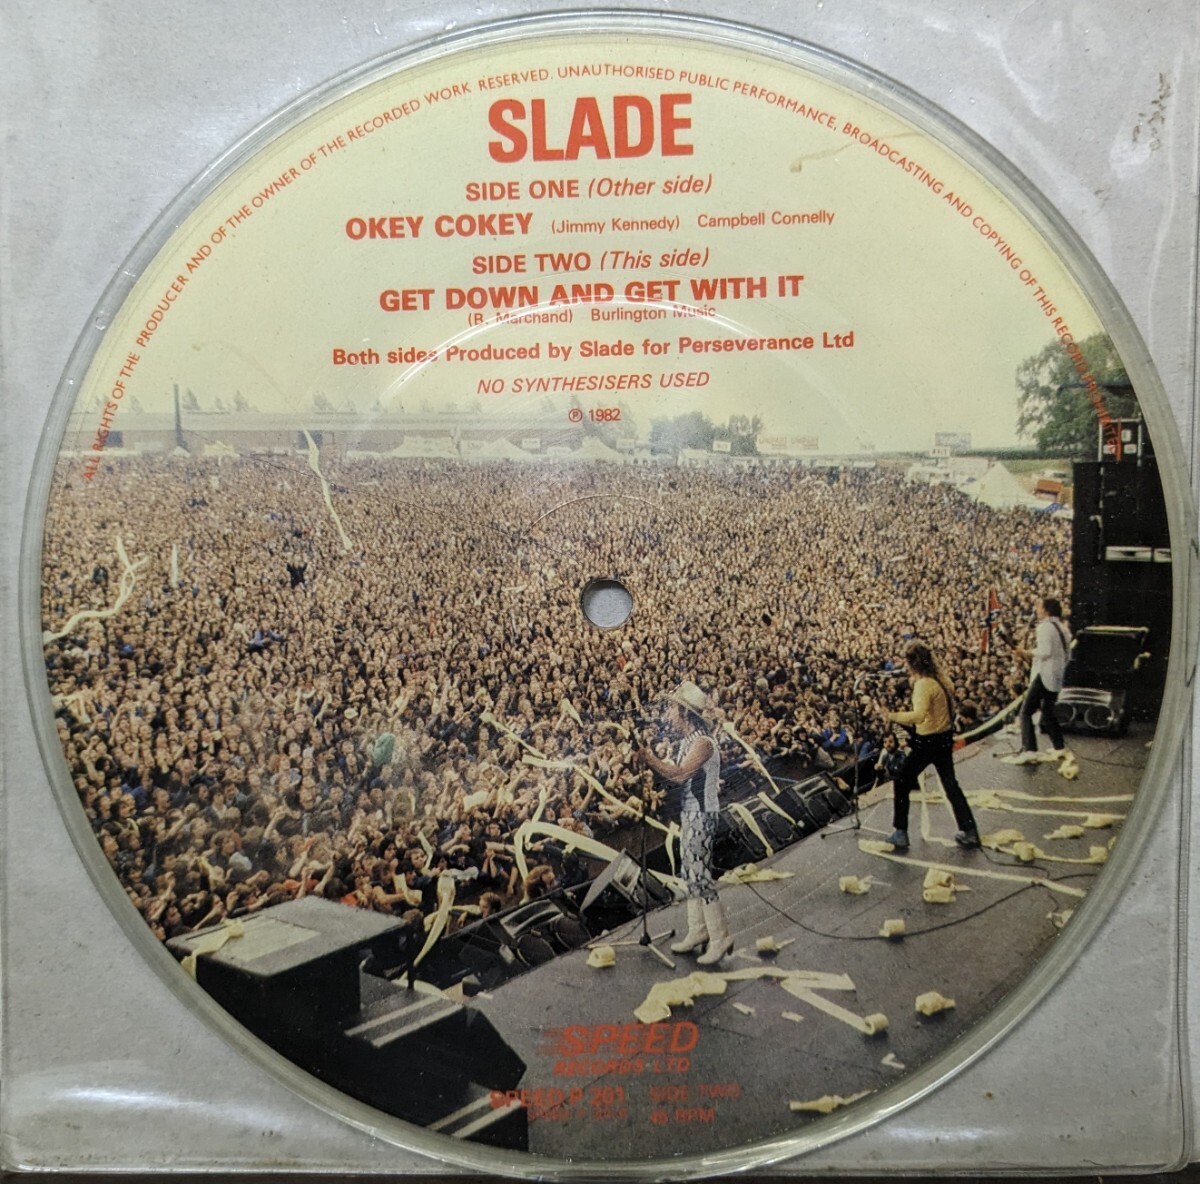 ALL RIGHTS OF THE PRODUCER AND OF THE OWNER OF THE RECORDED WORK RESERVED. UNAUTHORISED PUBLIC PERFORMANCE, BROADCASTING AND COPYING OF THIS RECORD
SLADE
SIDE ONE (Other side)
OKEY COKEY (Jimmy Kennedy) Campbell Connelly
SIDE TWO (This side)
GET DOWN AND GET WITH IT
(B. Marchand) Burlington Music
Both sides Produced by Slade for Perseverance Ltd
NO SYNTHESISERS USED
℗ 1982
SPEED
RECORDS LTD
SPEED P 201 SIDE TWO
45 RPM